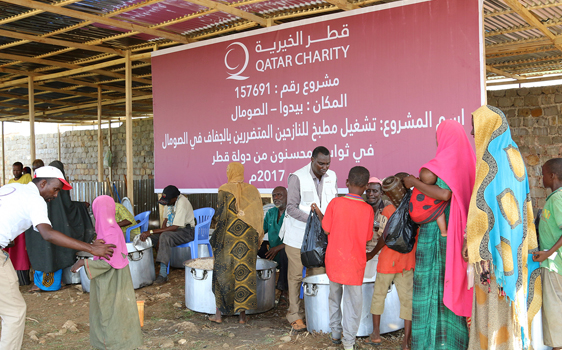 قطر الخيرية
QATAR CHARITY
مشروع رقم : 157691
المكان : بيدوا – الصومال
اسم المشروع: تشغيل مطبخ للنازحين المتضررين بالجفاف في الصومال
في ثواب محسنون من دولة قطر
2017م